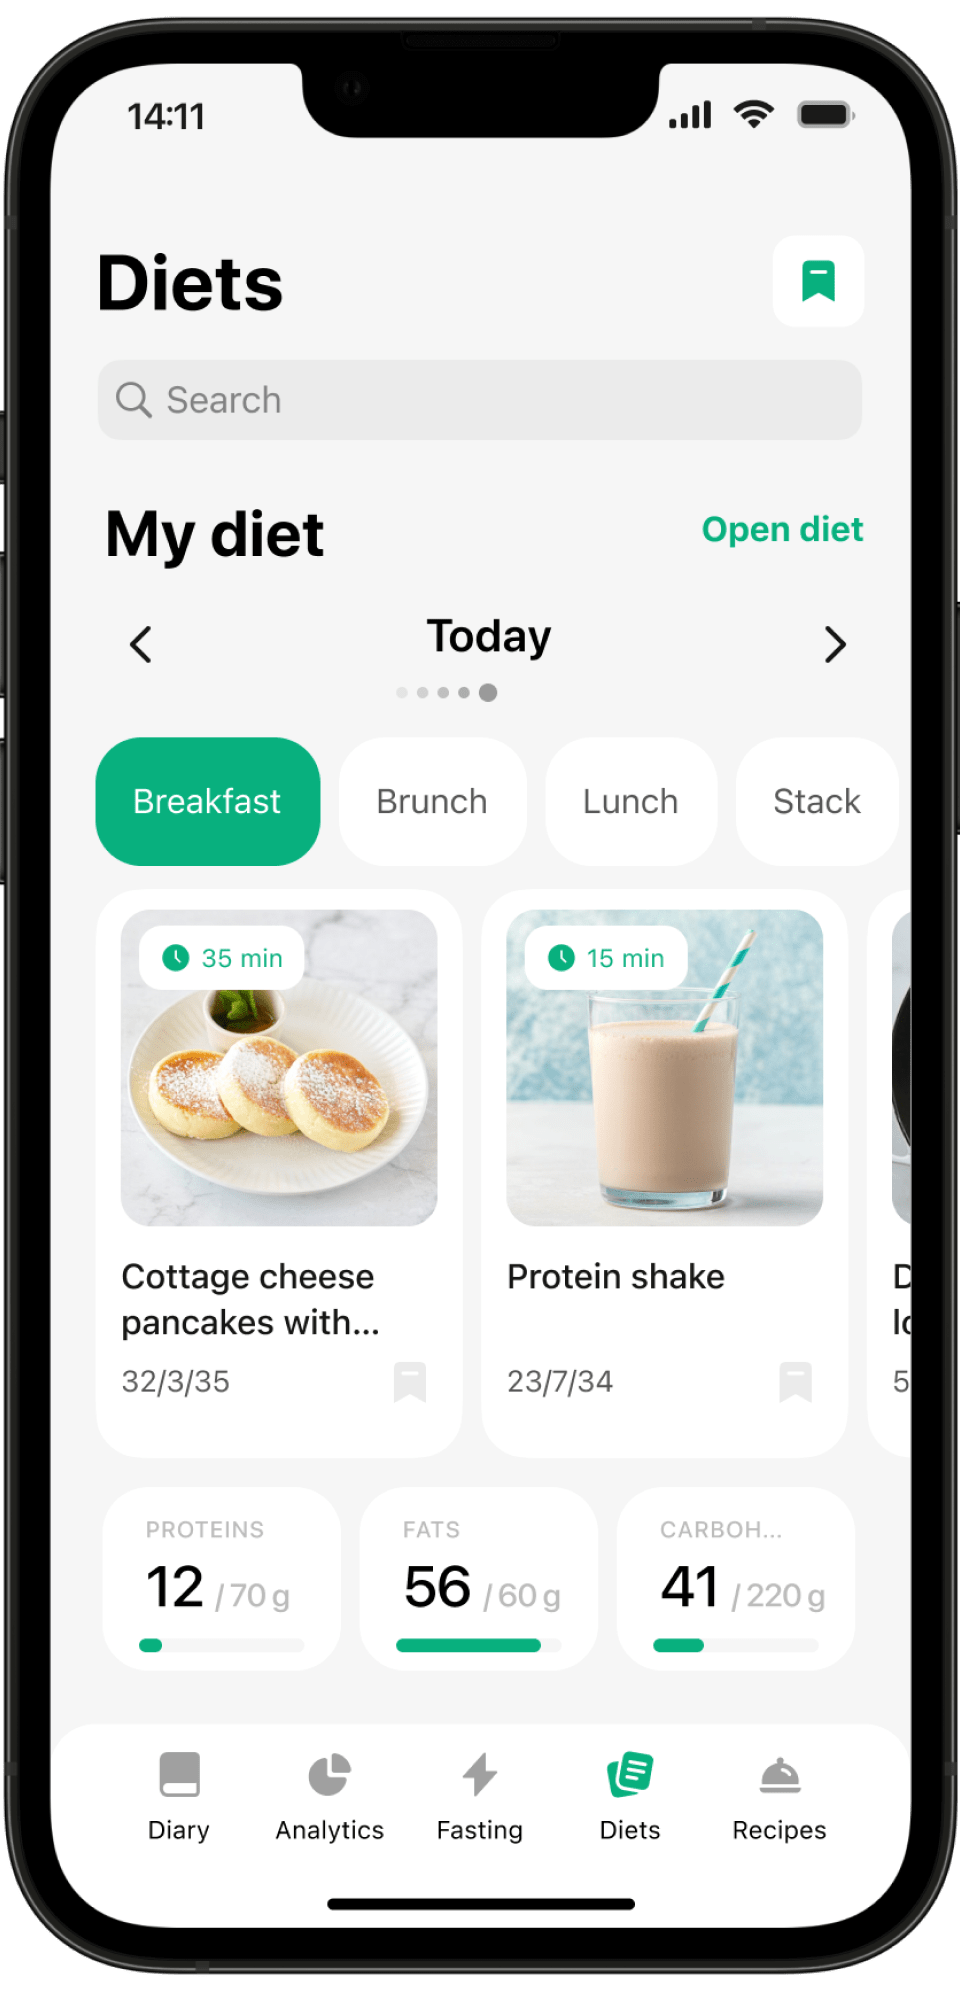 14:11
Diets
Search
My diet
Open diet
Today
Breakfast
Brunch
Lunch
Stack
35 min
15 min
Cottage cheese
pancakes with...
32/3/35
Protein shake
23/7/34
5
PROTEINS
12 / 70 g
FATS
56 / 60 g
CARBOH...
41 / 220 g
Diary
Analytics
Fasting
Diets
Recipes